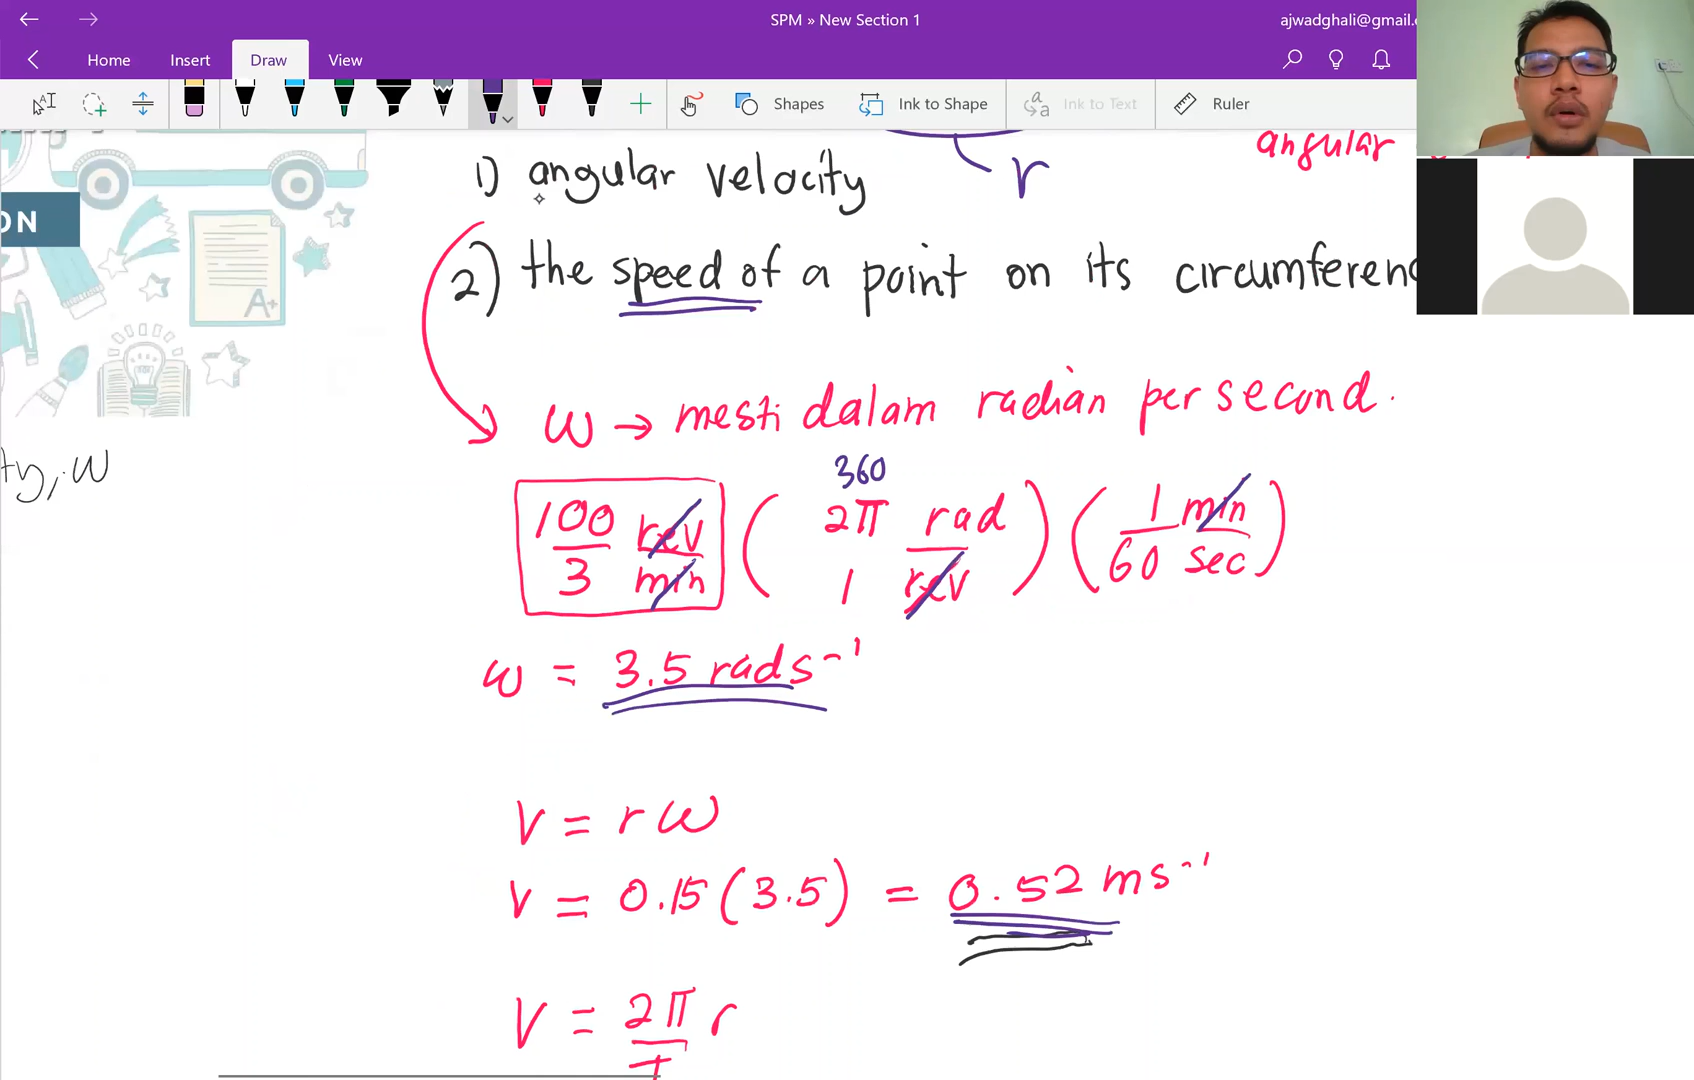 SPM » New Section 1
ajwadghali@gmail.c
Home Insert Draw View
Shapes Ink to Shape Ink to Text Ruler
angular
r
1) angular velocity
ON
2) the speed of a point on its circumferenc
A+
ω → mesti dalam radian per second.
ty, ω
360
100/3 rev/min (2π rad/1 rev) (1 min/60 sec)
ω = 3.5 rads⁻¹
V = rω
V = 0.15 (3.5) = 0.52 ms⁻¹
V = 2π/T r